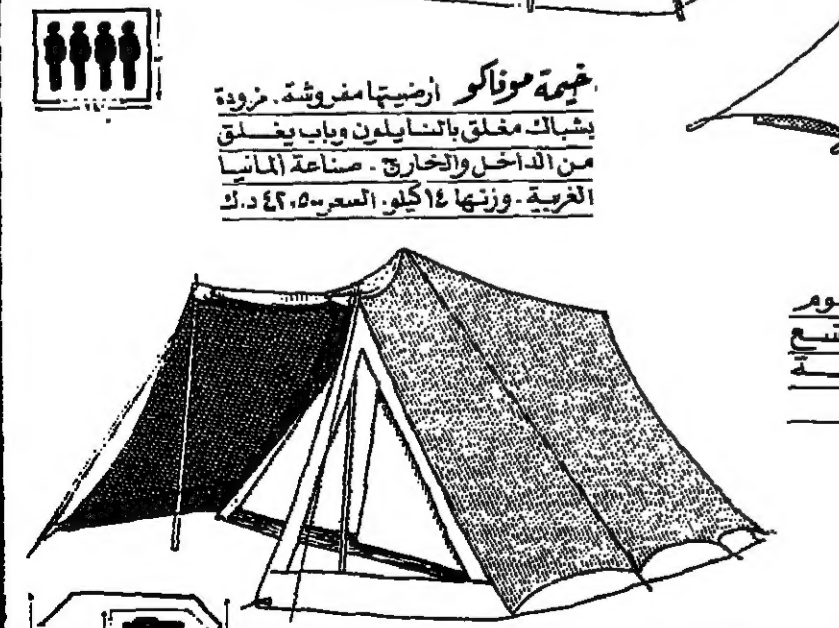 خيمة موناكو أرضيتها مفروشة. مزودة
بشباك مغلق بالنايلون وباب يغلق
من الداخل والخارج. صناعة ألمانيا
الغربية. وزنها ١٤ كيلو. السعر ٤٢،٥٠٠ د.ك